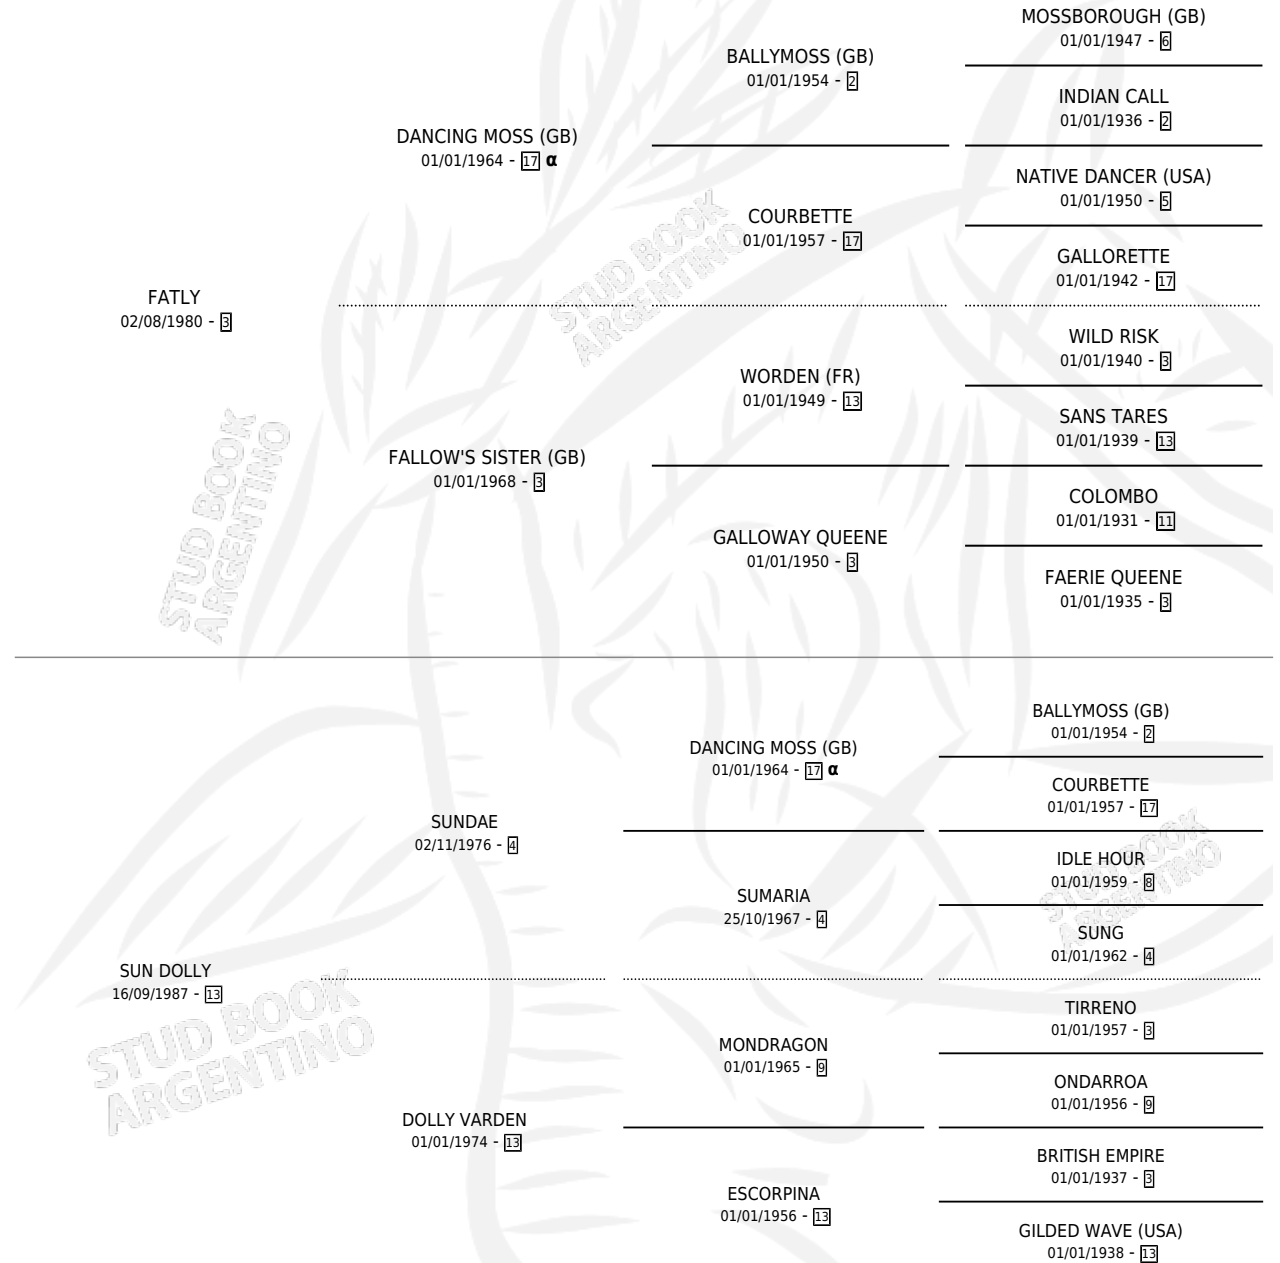 MOSSBOROUGH (GB)
01/01/1947 - 6
BALLYMOSS (GB)
01/01/1954 - 2
INDIAN CALL
01/01/1936 - 2
DANCING MOSS (GB)
01/01/1964 - 17 α
NATIVE DANCER (USA)
01/01/1950 - 5
COURBETTE
01/01/1957 - 17
GALLORETTE
01/01/1942 - 17
FATLY
02/08/1980 - 3
WILD RISK
01/01/1940 - 3
WORDEN (FR)
01/01/1949 - 13
SANS TARES
01/01/1939 - 13
FALLOW'S SISTER (GB)
01/01/1968 - 3
COLOMBO
01/01/1931 - 11
GALLOWAY QUEENE
01/01/1950 - 3
FAERIE QUEENE
01/01/1935 - 3
BALLYMOSS (GB)
01/01/1954 - 2
DANCING MOSS (GB)
01/01/1964 - 17 α
COURBETTE
01/01/1957 - 17
SUNDAE
02/11/1976 - 4
IDLE HOUR
01/01/1959 - 8
SUMARIA
25/10/1967 - 4
SUNG
01/01/1962 - 4
SUN DOLLY
16/09/1987 - 13
TIRRENO
01/01/1957 - 3
MONDRAGON
01/01/1965 - 9
ONDARROA
01/01/1956 - 9
DOLLY VARDEN
01/01/1974 - 13
BRITISH EMPIRE
01/01/1937 - 3
ESCORPINA
01/01/1956 - 13
GILDED WAVE (USA)
01/01/1938 - 13
STUD BOOK
ARGENTINO
STUD BOOK
ARGENTINO
STUD BOOK
ARGENTINO
STUD BOOK
ARGENTINO